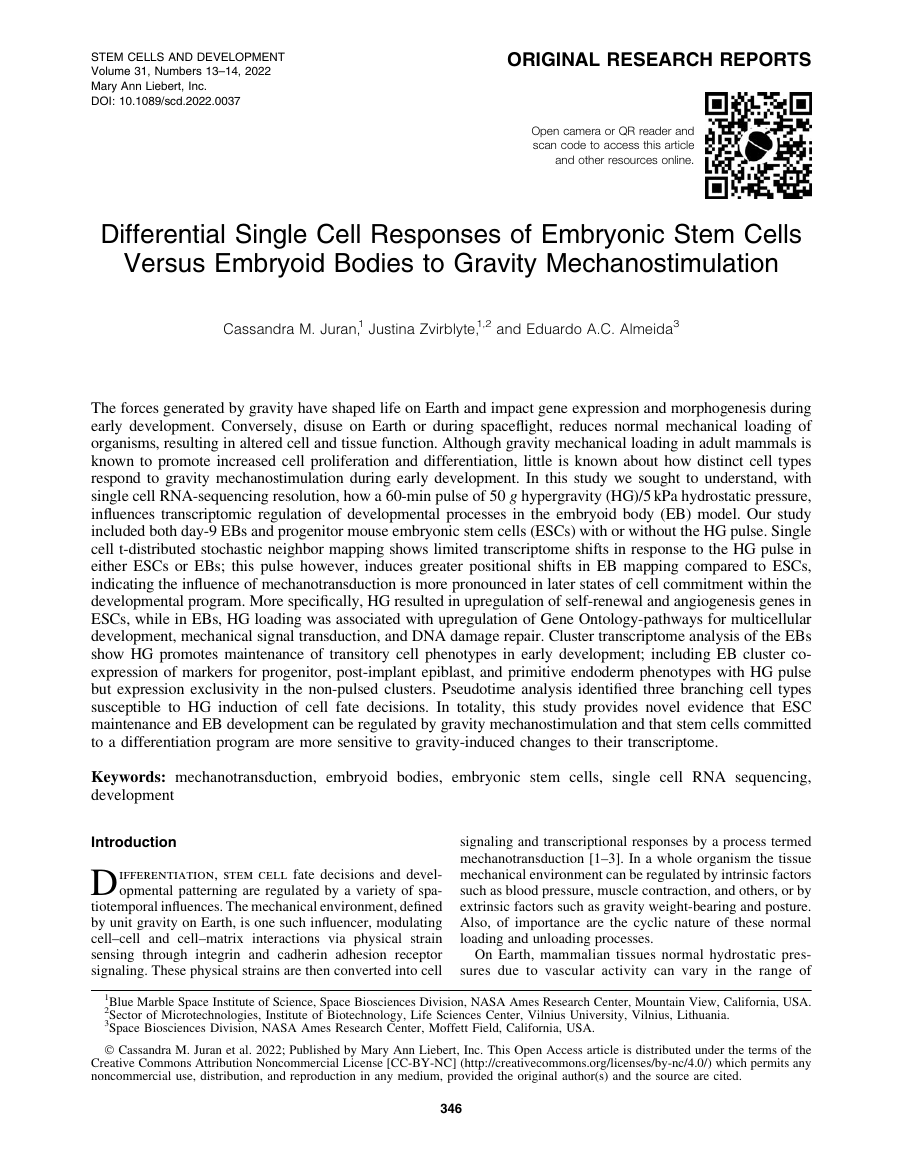 STEM CELLS AND DEVELOPMENT
Volume 31, Numbers 13–14, 2022
Mary Ann Liebert, Inc.
DOI: 10.1089/scd.2022.0037
ORIGINAL RESEARCH REPORTS
Open camera or QR reader and
scan code to access this article
and other resources online.
Differential Single Cell Responses of Embryonic Stem Cells
Versus Embryoid Bodies to Gravity Mechanostimulation
Cassandra M. Juran,1 Justina Zvirblyte,1,2 and Eduardo A.C. Almeida3
The forces generated by gravity have shaped life on Earth and impact gene expression and morphogenesis during
early development. Conversely, disuse on Earth or during spaceflight, reduces normal mechanical loading of
organisms, resulting in altered cell and tissue function. Although gravity mechanical loading in adult mammals is
known to promote increased cell proliferation and differentiation, little is known about how distinct cell types
respond to gravity mechanostimulation during early development. In this study we sought to understand, with
single cell RNA-sequencing resolution, how a 60-min pulse of 50 g hypergravity (HG)/5 kPa hydrostatic pressure,
influences transcriptomic regulation of developmental processes in the embryoid body (EB) model. Our study
included both day-9 EBs and progenitor mouse embryonic stem cells (ESCs) with or without the HG pulse. Single
cell t-distributed stochastic neighbor mapping shows limited transcriptome shifts in response to the HG pulse in
either ESCs or EBs; this pulse however, induces greater positional shifts in EB mapping compared to ESCs,
indicating the influence of mechanotransduction is more pronounced in later states of cell commitment within the
developmental program. More specifically, HG resulted in upregulation of self-renewal and angiogenesis genes in
ESCs, while in EBs, HG loading was associated with upregulation of Gene Ontology-pathways for multicellular
development, mechanical signal transduction, and DNA damage repair. Cluster transcriptome analysis of the EBs
show HG promotes maintenance of transitory cell phenotypes in early development; including EB cluster co-
expression of markers for progenitor, post-implant epiblast, and primitive endoderm phenotypes with HG pulse
but expression exclusivity in the non-pulsed clusters. Pseudotime analysis identified three branching cell types
susceptible to HG induction of cell fate decisions. In totality, this study provides novel evidence that ESC
maintenance and EB development can be regulated by gravity mechanostimulation and that stem cells committed
to a differentiation program are more sensitive to gravity-induced changes to their transcriptome.
Keywords: mechanotransduction, embryoid bodies, embryonic stem cells, single cell RNA sequencing,
development
Introduction
DIFFERENTIATION, STEM CELL fate decisions and devel-
opmental patterning are regulated by a variety of spa-
tiotemporal influences. The mechanical environment, defined
by unit gravity on Earth, is one such influencer, modulating
cell–cell and cell–matrix interactions via physical strain
sensing through integrin and cadherin adhesion receptor
signaling. These physical strains are then converted into cell
signaling and transcriptional responses by a process termed
mechanotransduction [1–3]. In a whole organism the tissue
mechanical environment can be regulated by intrinsic factors
such as blood pressure, muscle contraction, and others, or by
extrinsic factors such as gravity weight-bearing and posture.
Also, of importance are the cyclic nature of these normal
loading and unloading processes.
On Earth, mammalian tissues normal hydrostatic pres-
sures due to vascular activity can vary in the range of
1Blue Marble Space Institute of Science, Space Biosciences Division, NASA Ames Research Center, Mountain View, California, USA.
2Sector of Microtechnologies, Institute of Biotechnology, Life Sciences Center, Vilnius University, Vilnius, Lithuania.
3Space Biosciences Division, NASA Ames Research Center, Moffett Field, California, USA.
© Cassandra M. Juran et al. 2022; Published by Mary Ann Liebert, Inc. This Open Access article is distributed under the terms of the
Creative Commons Attribution Noncommercial License [CC-BY-NC] (http://creativecommons.org/licenses/by-nc/4.0/) which permits any
noncommercial use, distribution, and reproduction in any medium, provided the original author(s) and the source are cited.
346